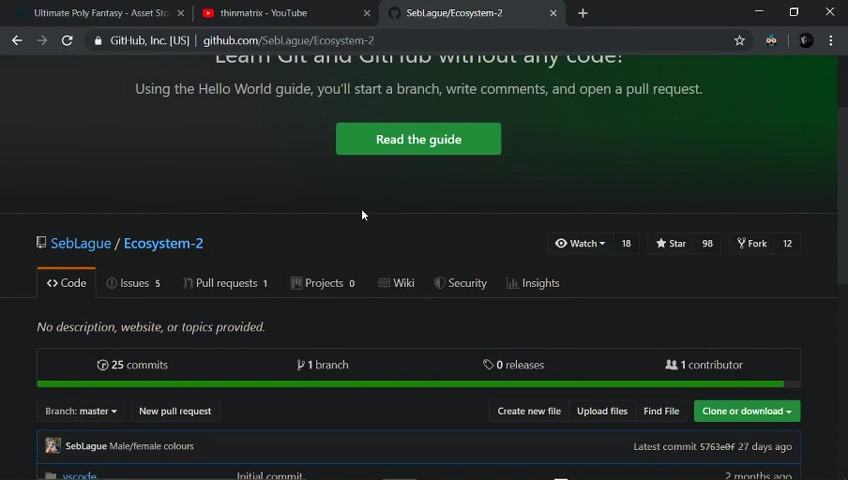 Ultimate Poly Fantasy - Asset Sto
thinmatrix - YouTube
SebLague/Ecosystem-2
GitHub, Inc. [US]
github.com/SebLague/Ecosystem-2
Learn Git and GitHub without any code!
Using the Hello World guide, you'll start a branch, write comments, and open a pull request.
Read the guide
SebLague / Ecosystem-2
Watch 18
Star 98
Fork 12
Code
Issues 5
Pull requests 1
Projects 0
Wiki
Security
Insights
No description, website, or topics provided.
25 commits
1 branch
0 releases
1 contributor
Branch: master
New pull request
Create new file
Upload files
Find File
Clone or download
SebLague Male/female colours
Latest commit 5763e0f 27 days ago
vscode
Initial commit.
2 months ago